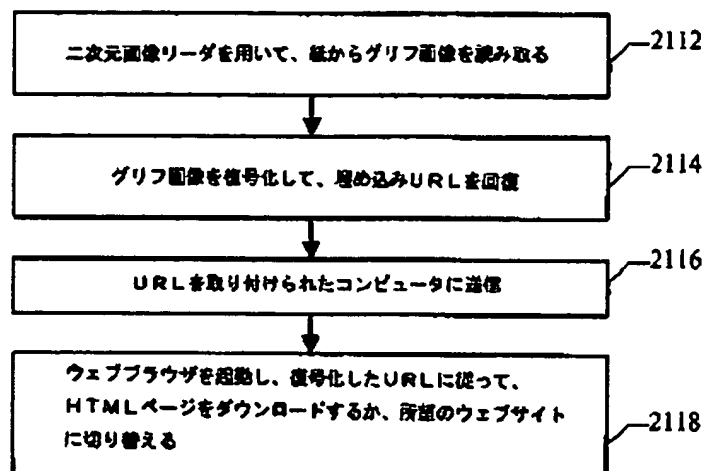 二次元画像リーダを用いて、紙からグリフ画像を読み取る
2112
グリフ画像を復号化して、埋め込みURLを回復
2114
URLを取り付けられたコンピュータに送信
2116
ウェブブラウザを起動し、復号化したURLに従って、
HTMLページをダウンロードするか、所望のウェブサイト
に切り替える
2118